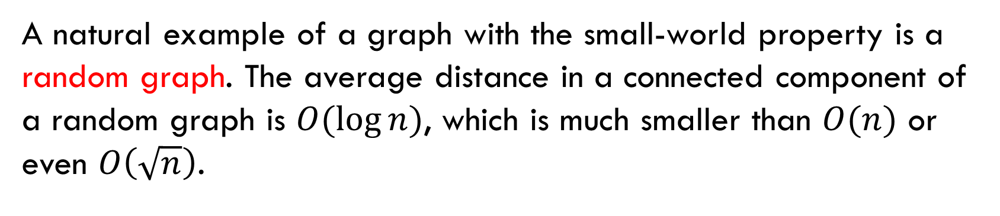 A natural example of a graph with the small-world property is a
random graph. The average distance in a connected component of
a random graph is O(log n), which is much smaller than O(n) or
even O(√n).